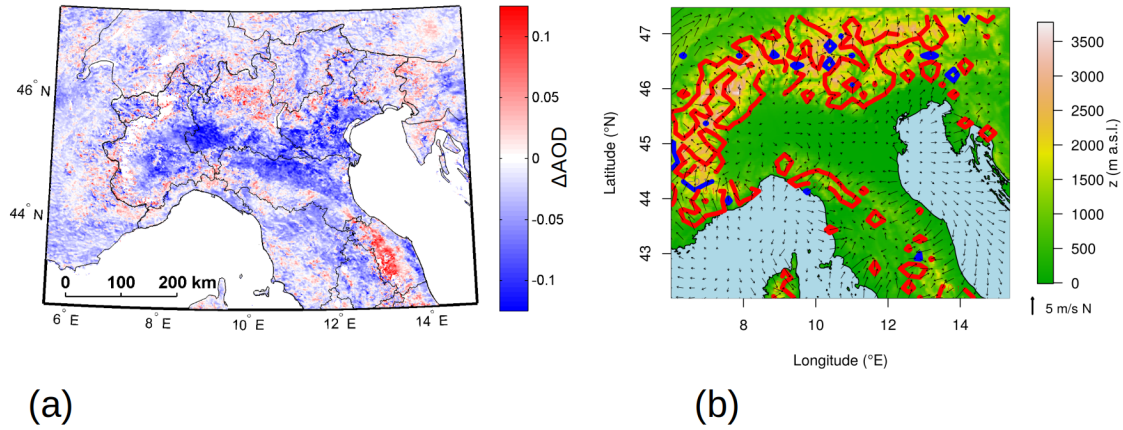 46° N
44° N
0 100 200 km
6° E 8° E 10° E 12° E 14° E
0.1
0.05
0
-0.05
-0.1
ΔAOD
(a)
47
46
45
44
43
Latitude (°N)
8 10 12 14
Longitude (°E)
3500
3000
2500
2000
1500
1000
500
0
z (m a.s.l.)
5 m/s N
(b)